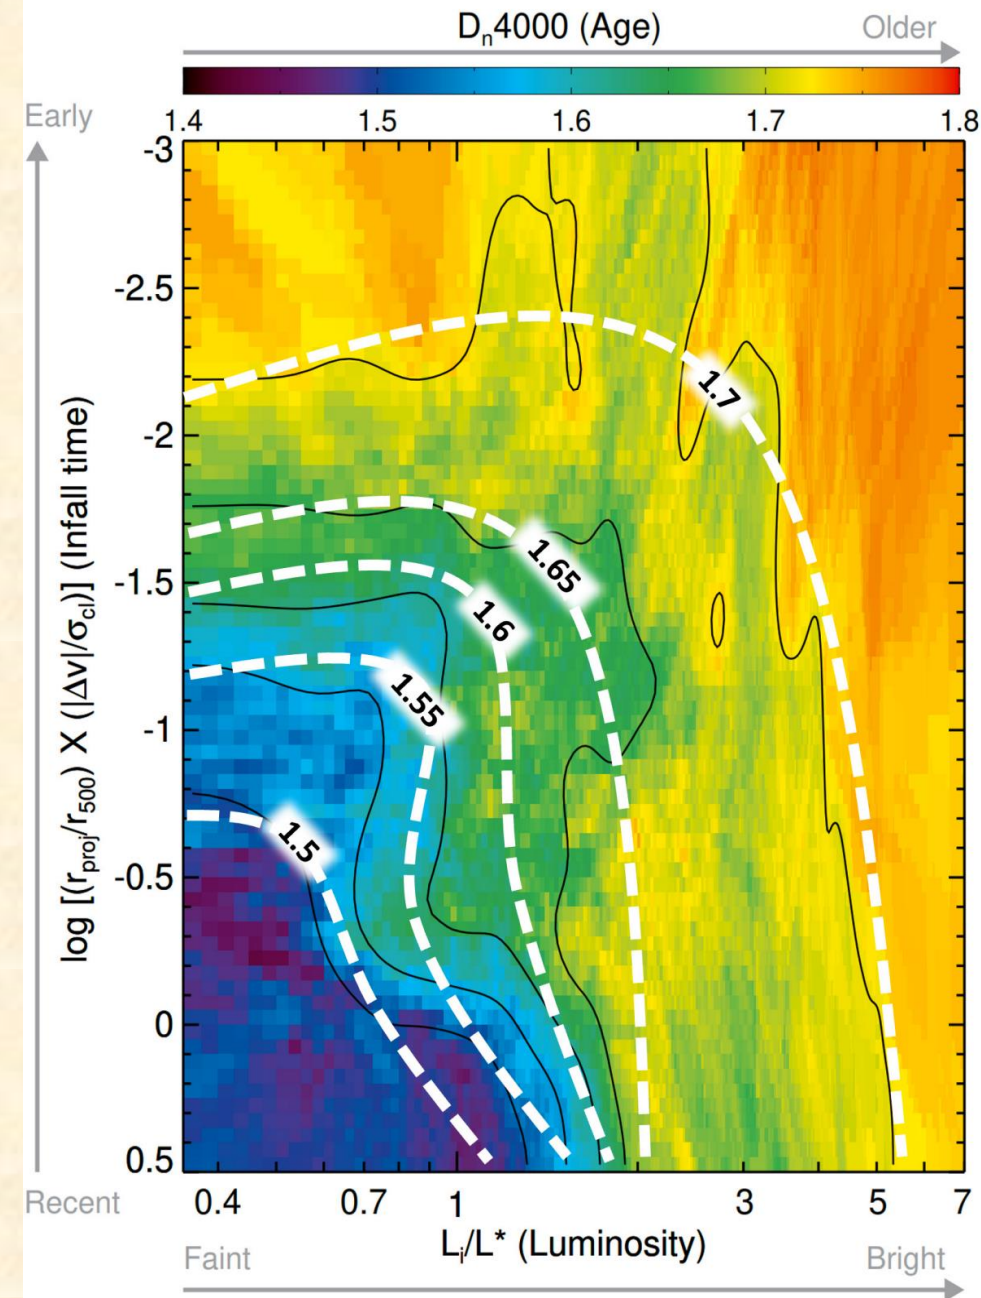 Dn4000 (Age)
Older
1.4 1.5 1.6 1.7 1.8
Early
-3
-2.5
-2
-1.5
-1
-0.5
0
0.5
log [(rproj/r500) X (|Δv|/σcl)] (Infall time)
1.7
1.65
1.6
1.55
1.5
Recent
0.4 0.7 1 3 5 7
Li/L* (Luminosity)
Faint
Bright